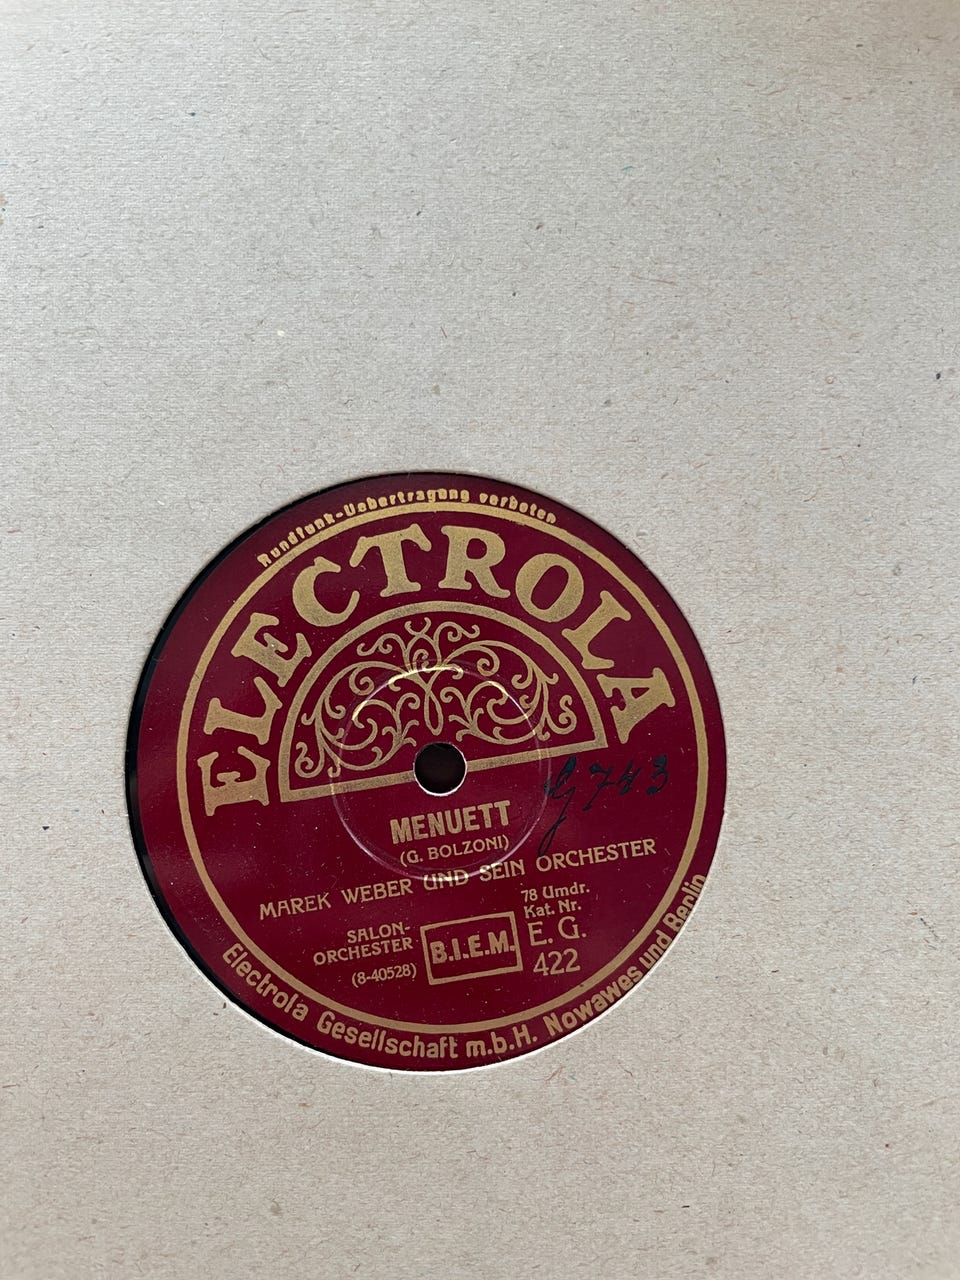 Rundfunk-Uebertragung verboten
ELECTROLA
G 743
MENUETT
(G. BOLZONI)
MAREK WEBER UND SEIN ORCHESTER
SALON-
ORCHESTER
(8-40528)
B.I.E.M.
78 Umdr.
Kat. Nr.
E. G.
422
Electrola Gesellschaft m.b.H. Nowawes und Berlin